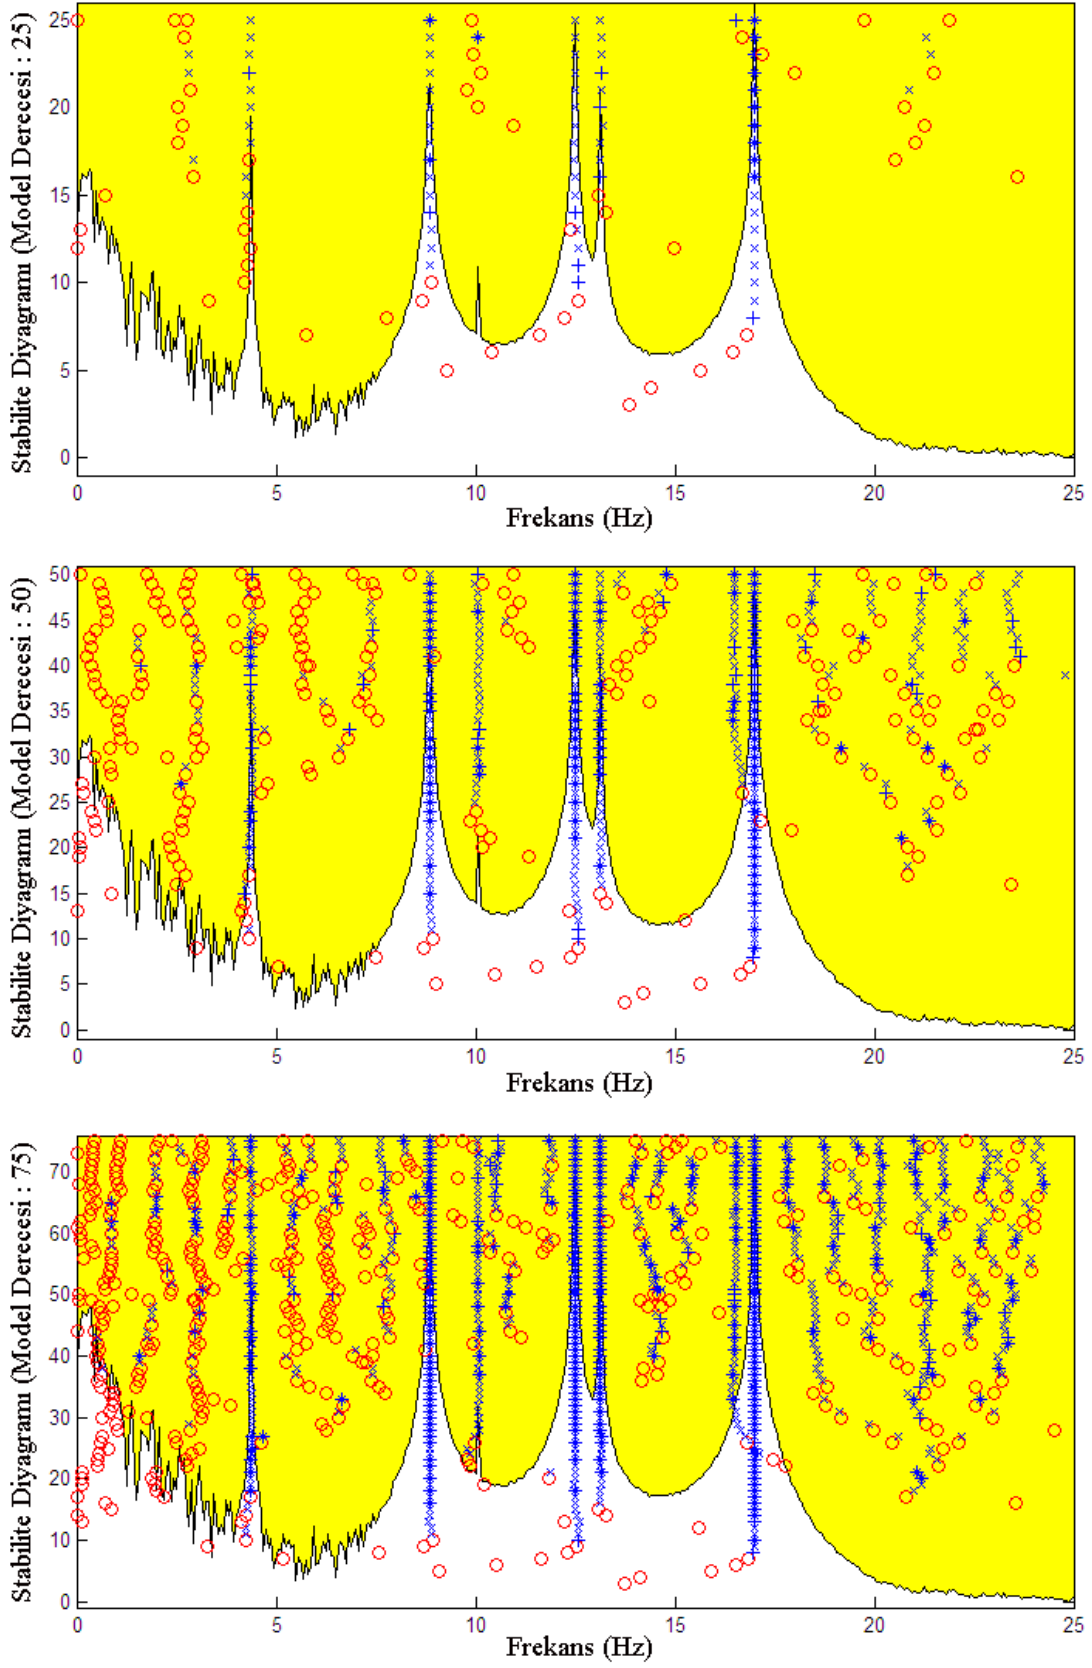 Stabilite Diyagramı (Model Derecesi : 25)
25
20
15
10
5
0
0 5 10 15 20 25
Frekans (Hz)
Stabilite Diyagramı (Model Derecesi : 50)
50
45
40
35
30
25
20
15
10
5
0
0 5 10 15 20 25
Frekans (Hz)
Stabilite Diyagramı (Model Derecesi : 75)
70
60
50
40
30
20
10
0
0 5 10 15 20 25
Frekans (Hz)